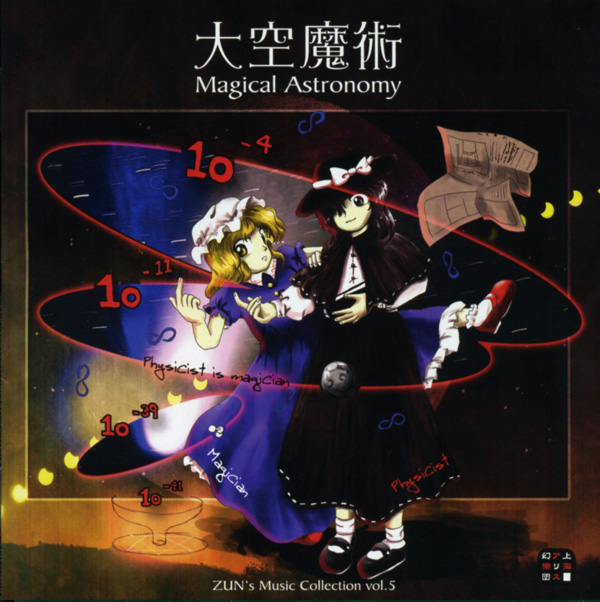 大空魔術
Magical Astronomy
10 -4
10 -11
Physicist is magician
10 -39
10 -41
Magician
Physicist
上海
アリス
幻樂団
ZUN's Music Collection vol.5